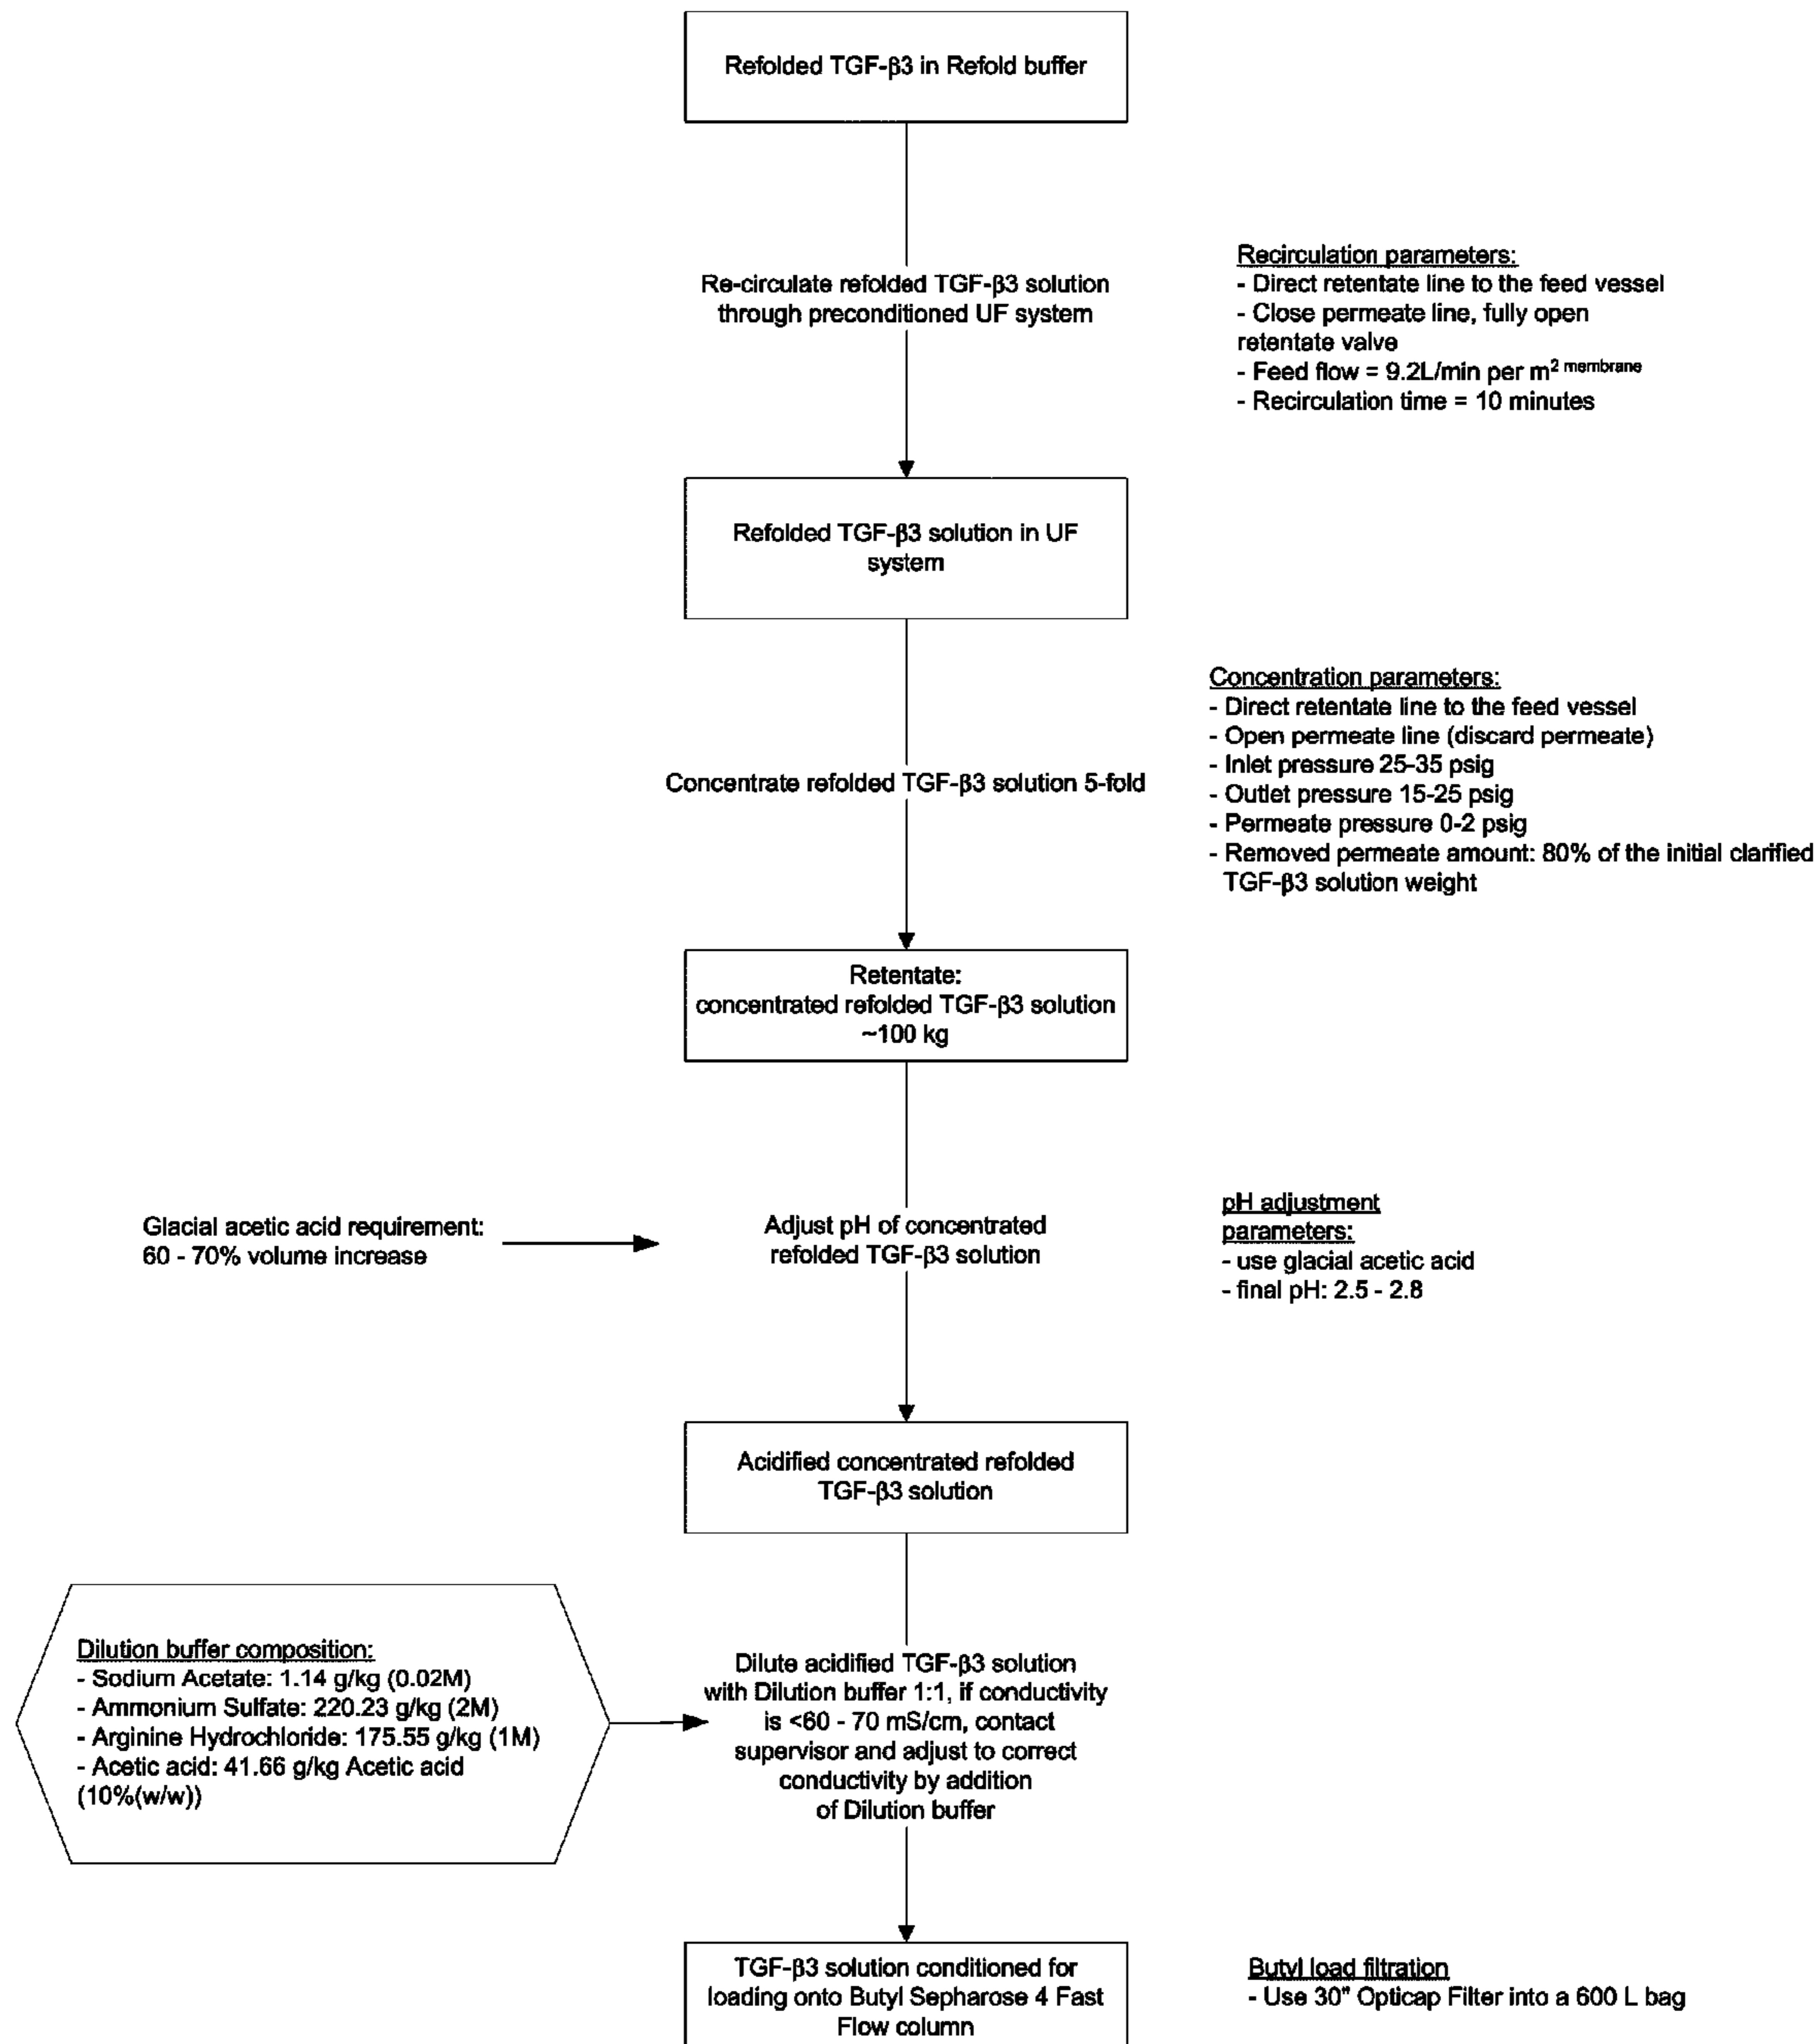 Refolded TGF-β3 in Refold buffer
Re-circulate refolded TGF-β3 solution
through preconditioned UF system
Recirculation parameters:
- Direct retentate line to the feed vessel
- Close permeate line, fully open
retentate valve
- Feed flow = 9.2L/min per m² membrane
- Recirculation time = 10 minutes
Refolded TGF-β3 solution in UF
system
Concentrate refolded TGF-β3 solution 5-fold
Concentration parameters:
- Direct retentate line to the feed vessel
- Open permeate line (discard permeate)
- Inlet pressure 25-35 psig
- Outlet pressure 15-25 psig
- Permeate pressure 0-2 psig
- Removed permeate amount: 80% of the initial clarified
TGF-β3 solution weight
Retentate:
concentrated refolded TGF-β3 solution
~100 kg
Glacial acetic acid requirement:
60 - 70% volume increase
Adjust pH of concentrated
refolded TGF-β3 solution
pH adjustment
parameters:
- use glacial acetic acid
- final pH: 2.5 - 2.8
Acidified concentrated refolded
TGF-β3 solution
Dilution buffer composition:
- Sodium Acetate: 1.14 g/kg (0.02M)
- Ammonium Sulfate: 220.23 g/kg (2M)
- Arginine Hydrochloride: 175.55 g/kg (1M)
- Acetic acid: 41.66 g/kg Acetic acid
(10%(w/w))
Dilute acidified TGF-β3 solution
with Dilution buffer 1:1, if conductivity
is <60 - 70 mS/cm, contact
supervisor and adjust to correct
conductivity by addition
of Dilution buffer
TGF-β3 solution conditioned for
loading onto Butyl Sepharose 4 Fast
Flow column
Butyl load filtration
- Use 30" Opticap Filter into a 600 L bag